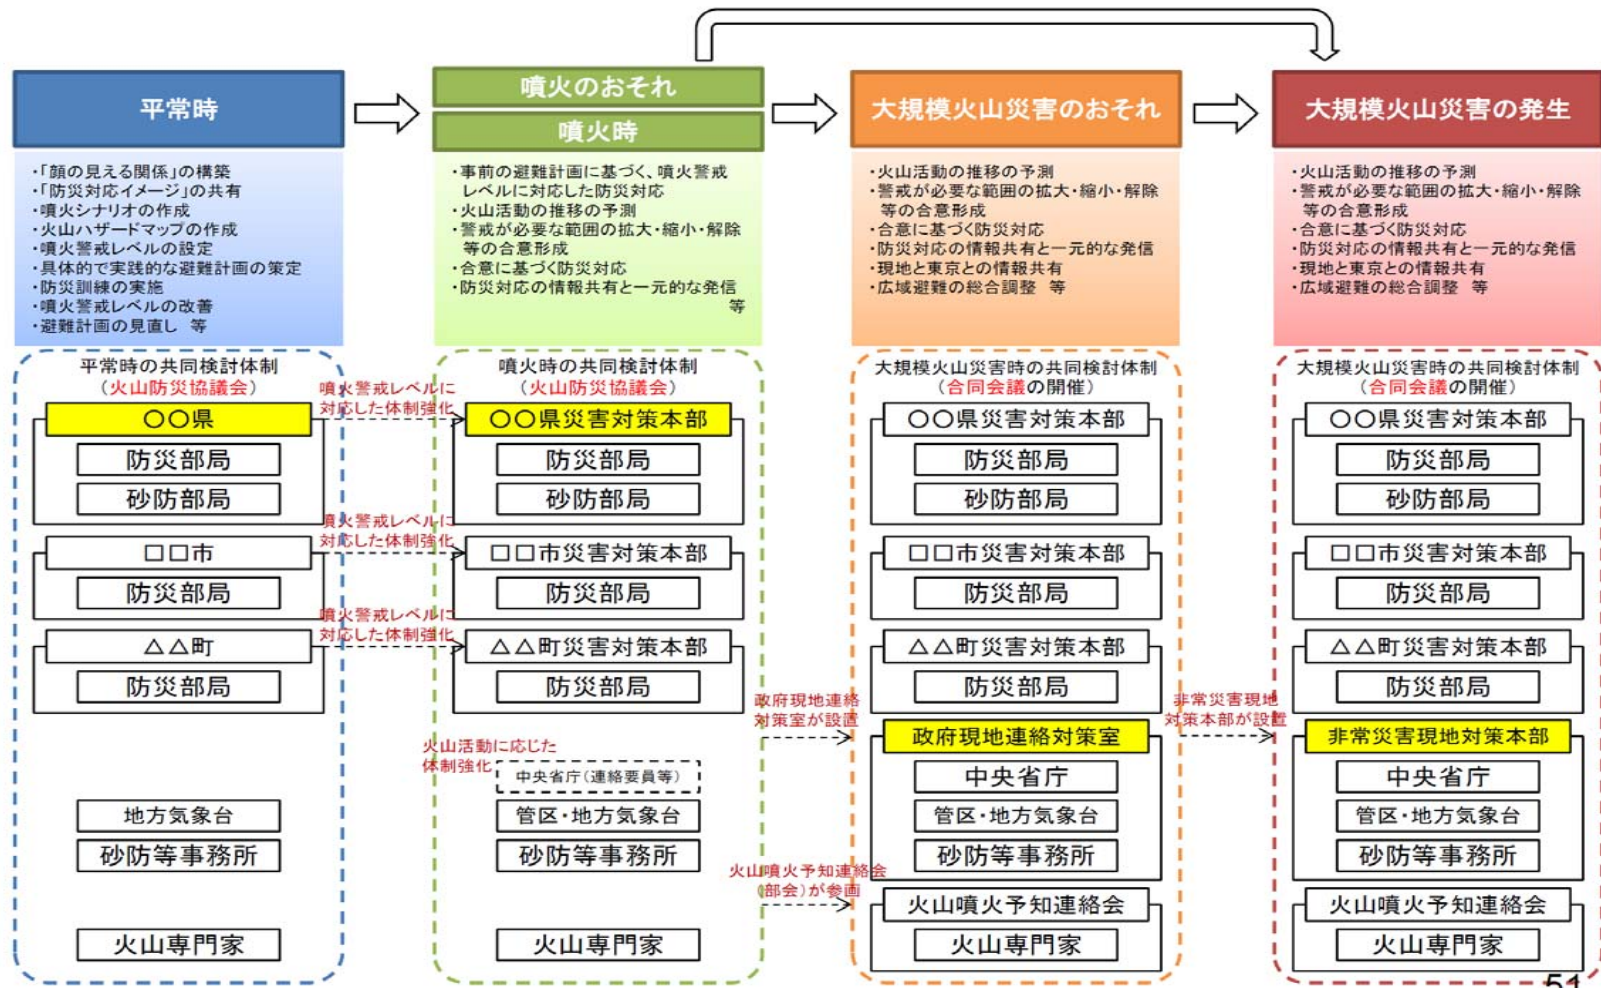 平常時
・「顔の見える関係」の構築
・「防災対応イメージ」の共有
・噴火シナリオの作成
・火山ハザードマップの作成
・噴火警戒レベルの設定
・具体的で実践的な避難計画の策定
・防災訓練の実施
・噴火警戒レベルの改善
・避難計画の見直し 等
平常時の共同検討体制
（火山防災協議会）
〇〇県
防災部局
砂防部局
□□市
防災部局
△△町
防災部局
地方気象台
砂防等事務所
火山専門家
噴火警戒レベルに
対応した体制強化
噴火警戒レベルに
対応した体制強化
噴火警戒レベルに
対応した体制強化
噴火のおそれ
噴火時
・事前の避難計画に基づく、噴火警戒
レベルに対応した防災対応
・火山活動の推移の予測
・警戒が必要な範囲の拡大・縮小・解除
等の合意形成
・合意に基づく防災対応
・防災対応の情報共有と一元的な発信
等
噴火時の共同検討体制
（火山防災協議会）
〇〇県災害対策本部
防災部局
砂防部局
□□市災害対策本部
防災部局
△△町災害対策本部
防災部局
火山活動に応じた
体制強化
中央省庁（連絡要員等）
管区・地方気象台
砂防等事務所
火山専門家
政府現地連絡
対策室が設置
火山噴火予知連絡会
（部会）が参画
大規模火山災害のおそれ
・火山活動の推移の予測
・警戒が必要な範囲の拡大・縮小・解除
等の合意形成
・合意に基づく防災対応
・防災対応の情報共有と一元的な発信
・現地と東京との情報共有
・広域避難の総合調整 等
大規模火山災害時の共同検討体制
（合同会議の開催）
〇〇県災害対策本部
防災部局
砂防部局
□□市災害対策本部
防災部局
△△町災害対策本部
防災部局
政府現地連絡対策室
中央省庁
管区・地方気象台
砂防等事務所
火山噴火予知連絡会
火山専門家
非常災害現地
対策本部が設置
大規模火山災害の発生
・火山活動の推移の予測
・警戒が必要な範囲の拡大・縮小・解除
等の合意形成
・合意に基づく防災対応
・防災対応の情報共有と一元的な発信
・現地と東京との情報共有
・広域避難の総合調整 等
大規模火山災害時の共同検討体制
（合同会議の開催）
〇〇県災害対策本部
防災部局
砂防部局
□□市災害対策本部
防災部局
△△町災害対策本部
防災部局
非常災害現地対策本部
中央省庁
管区・地方気象台
砂防等事務所
火山噴火予知連絡会
火山専門家
51